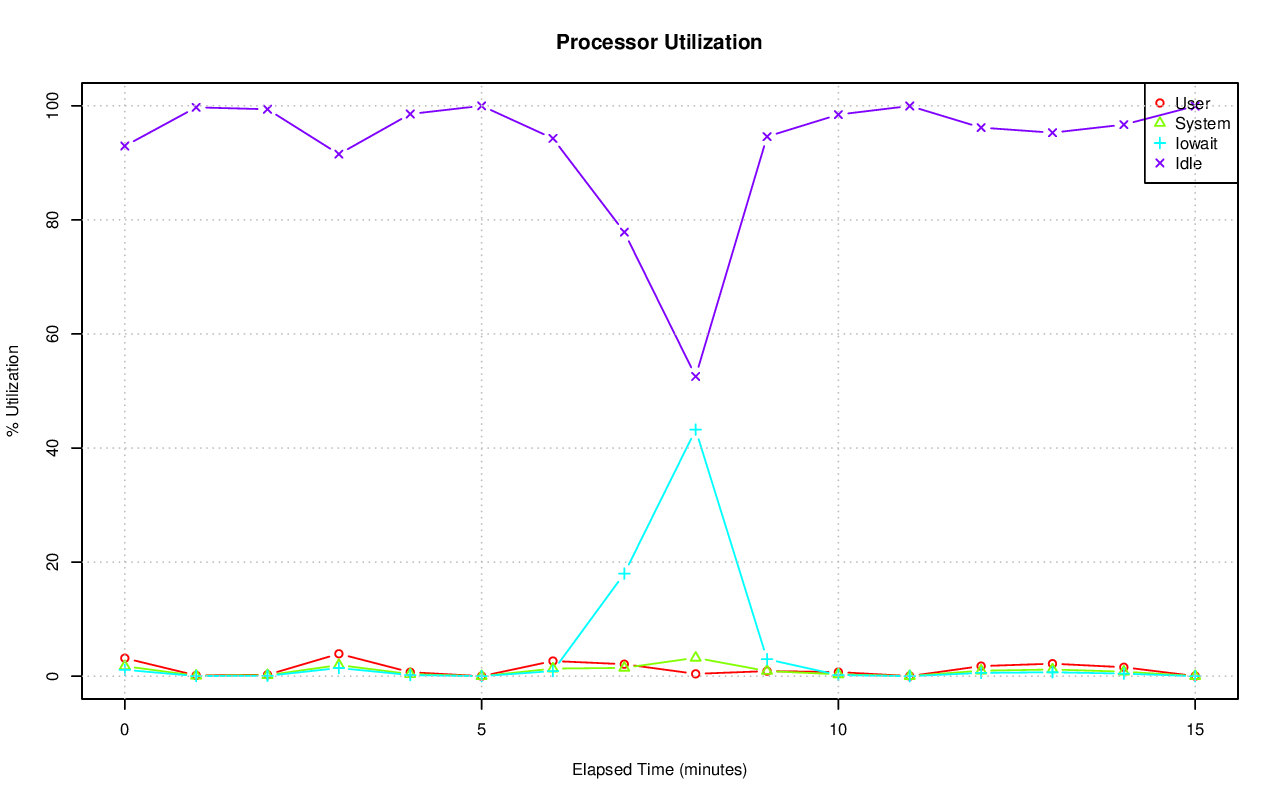 Processor Utilization
% Utilization
100
80
60
40
20
0
User
System
Iowait
Idle
0 5 10 15
Elapsed Time (minutes)